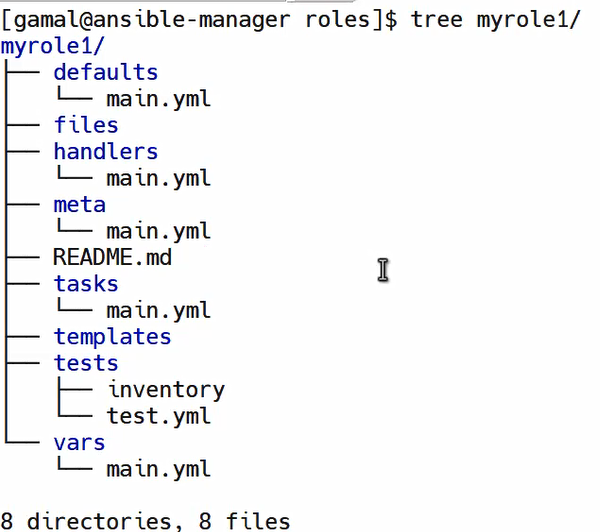 [gamal@ansible-manager roles]$ tree myrole1/
myrole1/
├── defaults
│   └── main.yml
├── files
├── handlers
│   └── main.yml
├── meta
│   └── main.yml
├── README.md
├── tasks
│   └── main.yml
├── templates
├── tests
│   ├── inventory
│   └── test.yml
└── vars
    └── main.yml
8 directories, 8 files